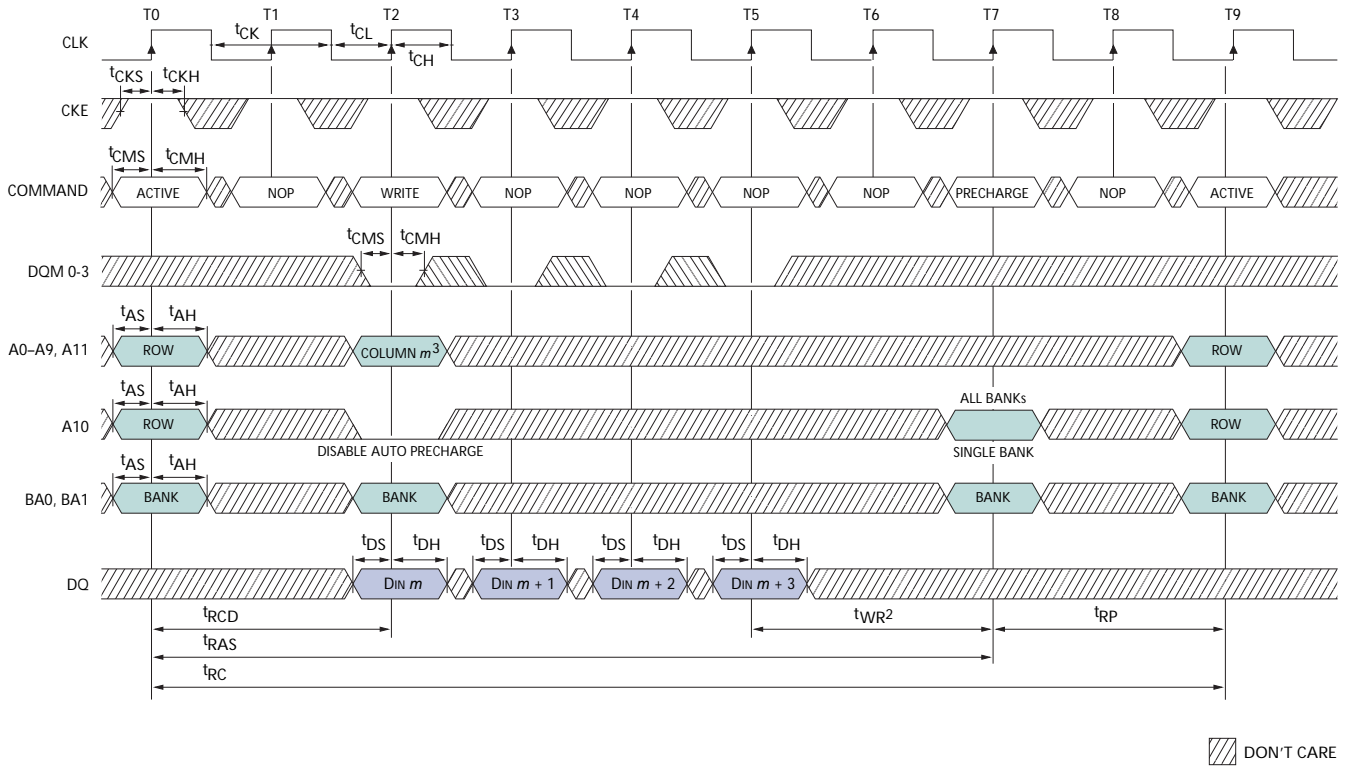 T0 T1 T2 T3 T4 T5 T6 T7 T8 T9
CLK tCK tCL tCH
tCKS tCKH
CKE
tCMS tCMH
COMMAND ACTIVE NOP WRITE NOP NOP NOP NOP PRECHARGE NOP ACTIVE
tCMS tCMH
DQM 0-3
tAS tAH
A0–A9, A11 ROW COLUMN m3 ROW
tAS tAH ALL BANKs
A10 ROW ROW
DISABLE AUTO PRECHARGE SINGLE BANK
tAS tAH
BA0, BA1 BANK BANK BANK BANK
tDS tDH tDS tDH tDS tDH tDS tDH
DQ DIN m DIN m + 1 DIN m + 2 DIN m + 3
tRCD tWR2 tRP
tRAS
tRC
DON'T CARE